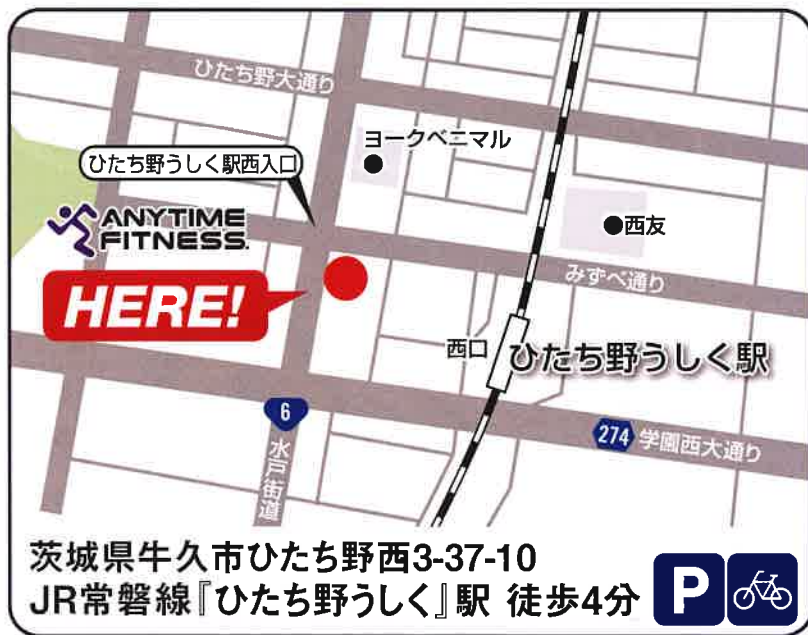 ひたち野大通り
ヨークベニマル
ひたち野うしく駅西入口
ANYTIME
FITNESS.
西友
みずべ通り
HERE!
西口
ひたち野うしく駅
6
水戸街道
274
学園西大通り
茨城県牛久市ひたち野西3-37-10
JR常磐線『ひたち野うしく』駅 徒歩4分
P